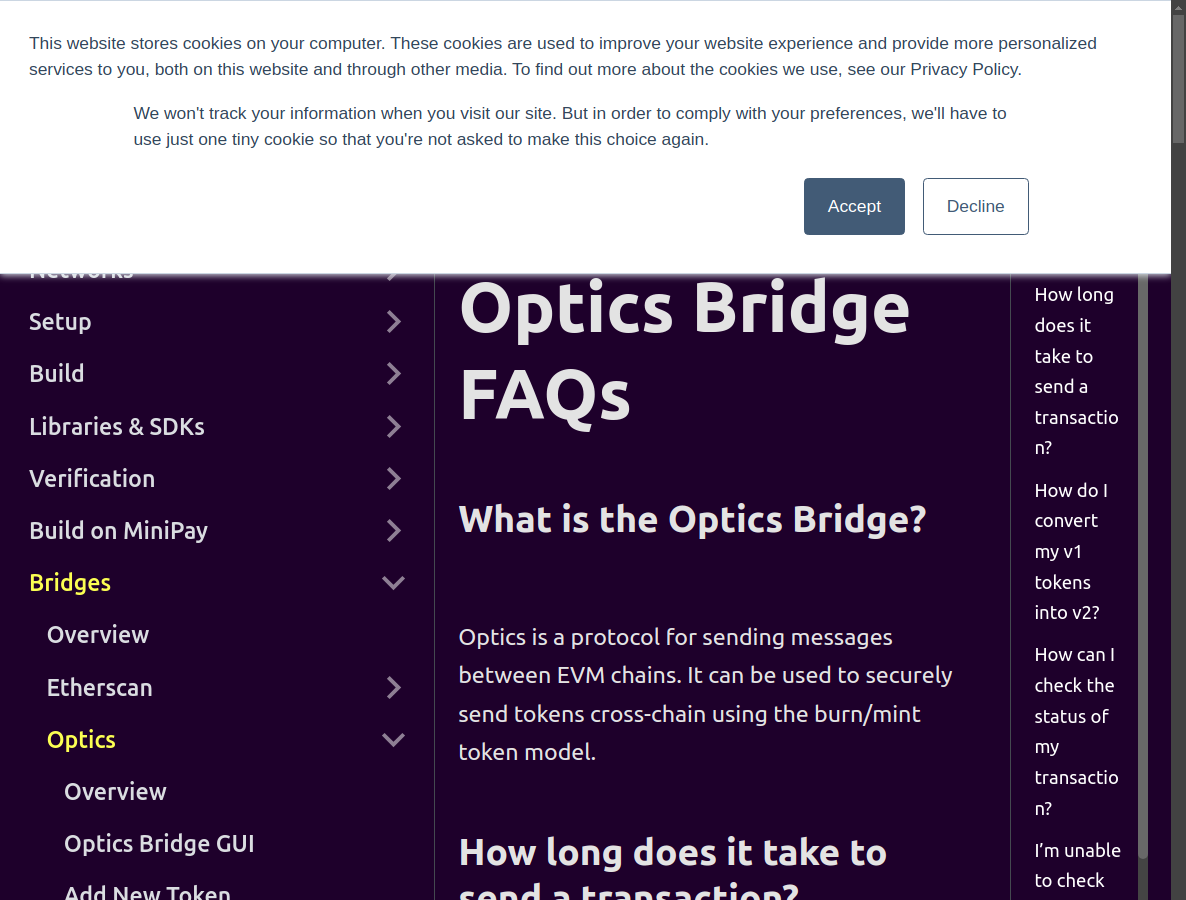 This website stores cookies on your computer. These cookies are used to improve your website experience and provide more personalized
services to you, both on this website and through other media. To find out more about the cookies we use, see our Privacy Policy.
We won't track your information when you visit our site. But in order to comply with your preferences, we'll have to
use just one tiny cookie so that you're not asked to make this choice again.
Accept
Decline
Networks
Setup
Build
Libraries & SDKs
Verification
Build on MiniPay
Bridges
Overview
Etherscan
Optics
Overview
Optics Bridge GUI
Add New Token
Optics Bridge
FAQs
What is the Optics Bridge?
Optics is a protocol for sending messages
between EVM chains. It can be used to securely
send tokens cross-chain using the burn/mint
token model.
How long does it take to
send a transaction?
How long
does it
take to
send a
transactio
n?
How do I
convert
my v1
tokens
into v2?
How can I
check the
status of
my
transactio
n?
I’m unable
to check